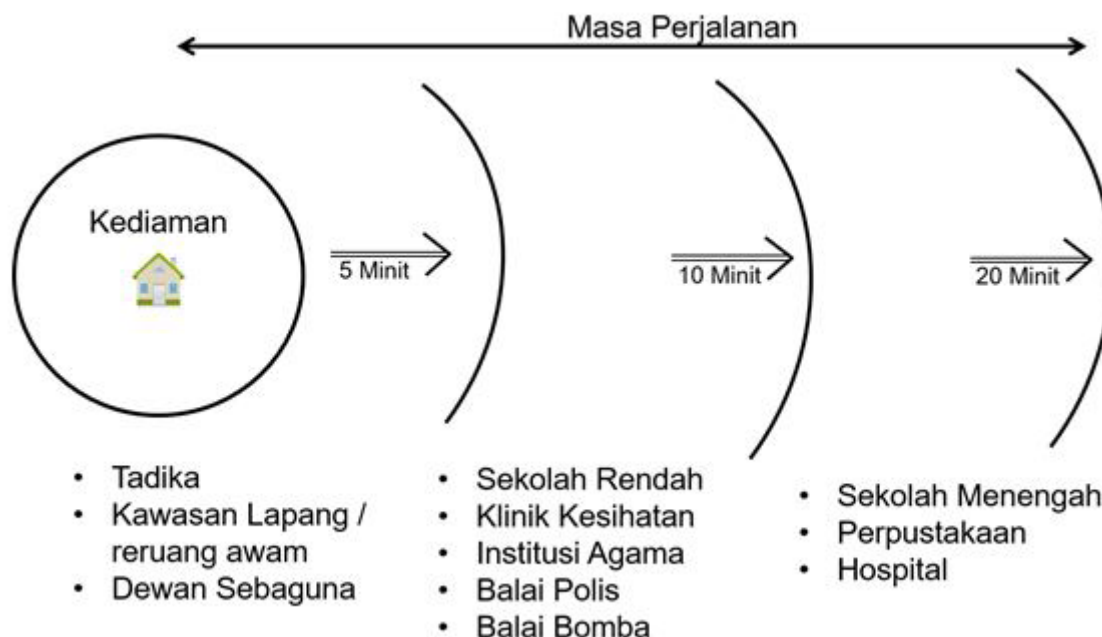 Masa Perjalanan
Kediaman
5 Minit
10 Minit
20 Minit
• Tadika
• Kawasan Lapang /
reruang awam
• Dewan Sebaguna
• Sekolah Rendah
• Klinik Kesihatan
• Institusi Agama
• Balai Polis
• Balai Bomba
• Sekolah Menengah
• Perpustakaan
• Hospital